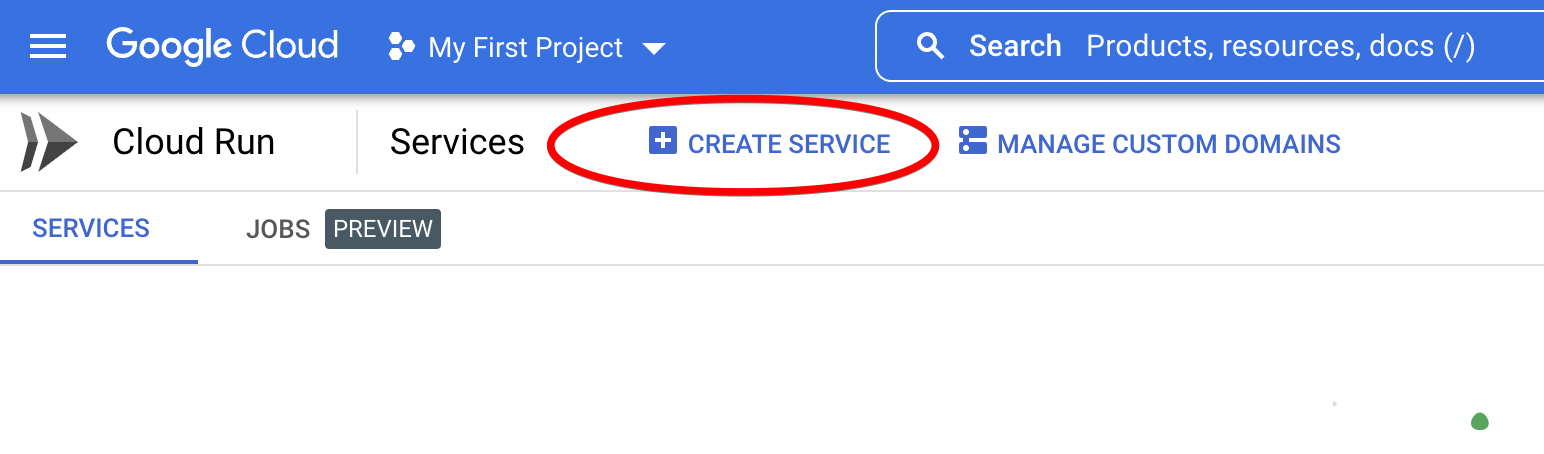 Google Cloud My First Project Search Products, resources, docs (/)
Cloud Run Services CREATE SERVICE MANAGE CUSTOM DOMAINS
SERVICES JOBS PREVIEW